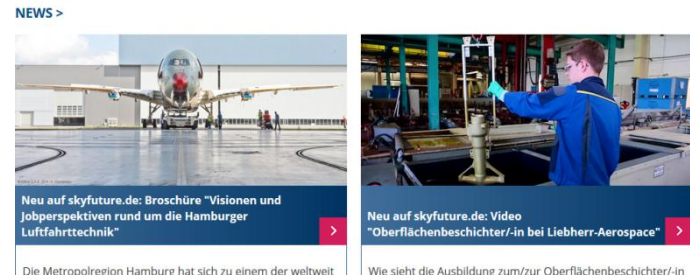 NEWS >
Neu auf skyfuture.de: Broschüre "Visionen und
Jobperspektiven rund um die Hamburger
Luftfahrttechnik"
Neu auf skyfuture.de: Video
"Oberflächenbeschichter/-in bei Liebherr-Aerospace"
Die Metropolregion Hamburg hat sich zu einem der weltweit
Wie sieht die Ausbildung zum/zur Oberflächenbeschichter/-in